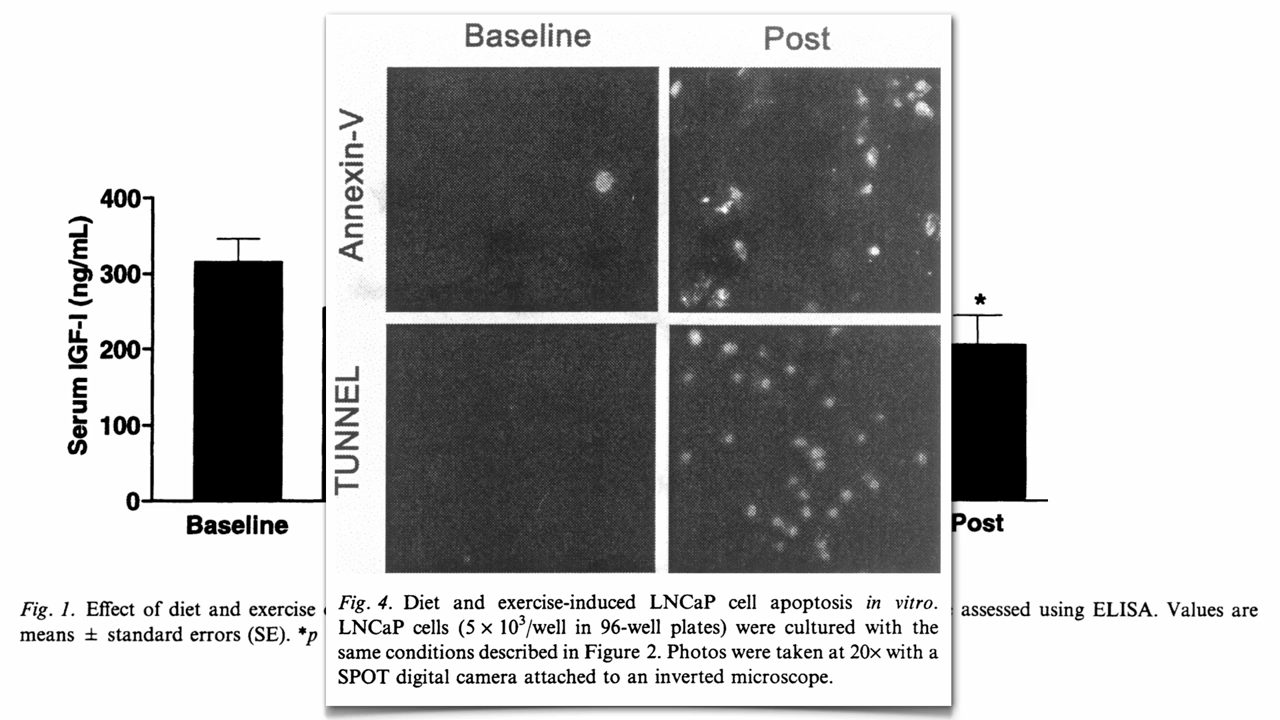 Baseline Post
Annexin-V
TUNNEL
Fig. 4. Diet and exercise-induced LNCaP cell apoptosis in vitro.
LNCaP cells (5 × 10³/well in 96-well plates) were cultured with the
same conditions described in Figure 2. Photos were taken at 20× with a
SPOT digital camera attached to an inverted microscope.
Serum IGF-I (ng/mL)
400
300
200
100
0
*
Baseline
Post
Fig. 1. Effect of diet and exercise
assessed using ELISA. Values are
means ± standard errors (SE). *p